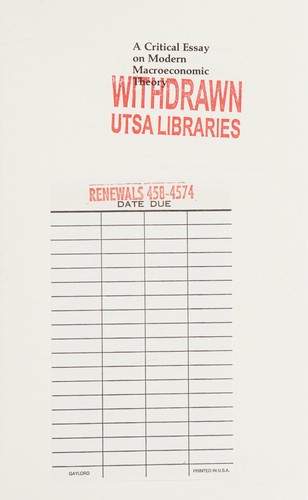 A Critical Essay
on Modern
Macroeconomic
Theory
WITHDRAWN
UTSA LIBRARIES
RENEWALS 458-4574
DATE DUE
GAYLORD PRINTED IN U.S.A.